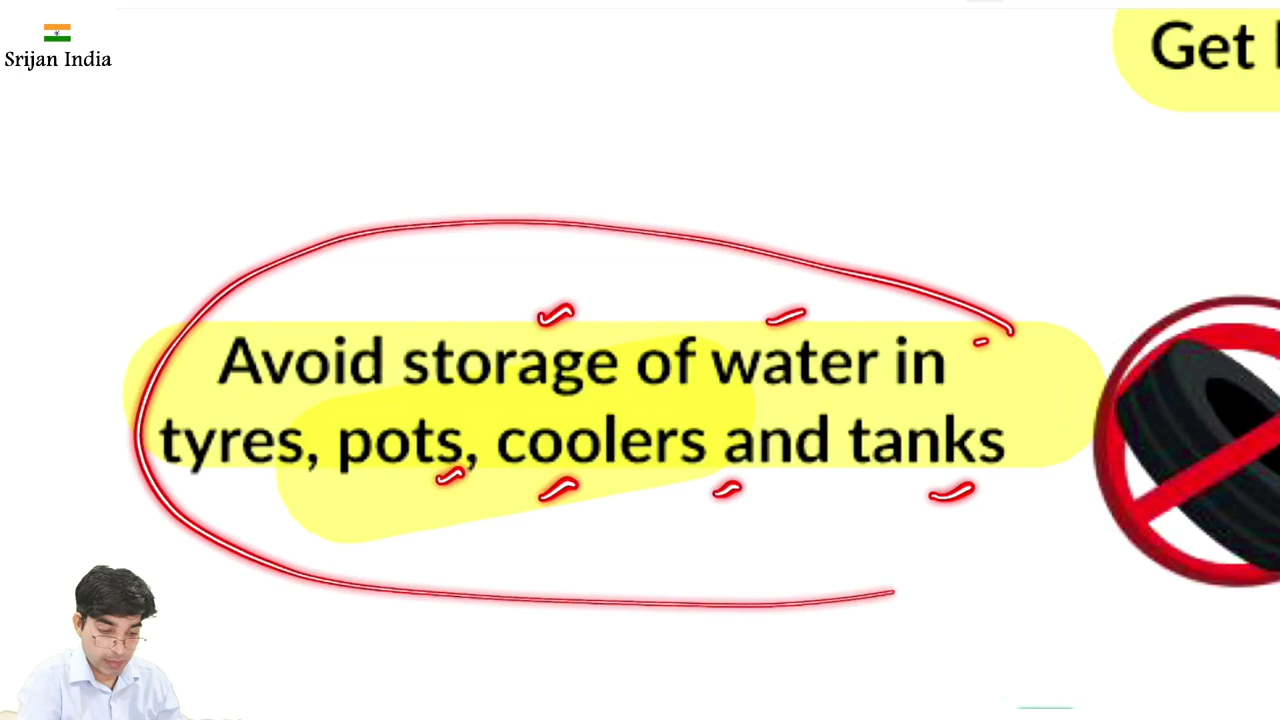 Srijan India
Get
Avoid storage of water in
tyres, pots, coolers and tanks